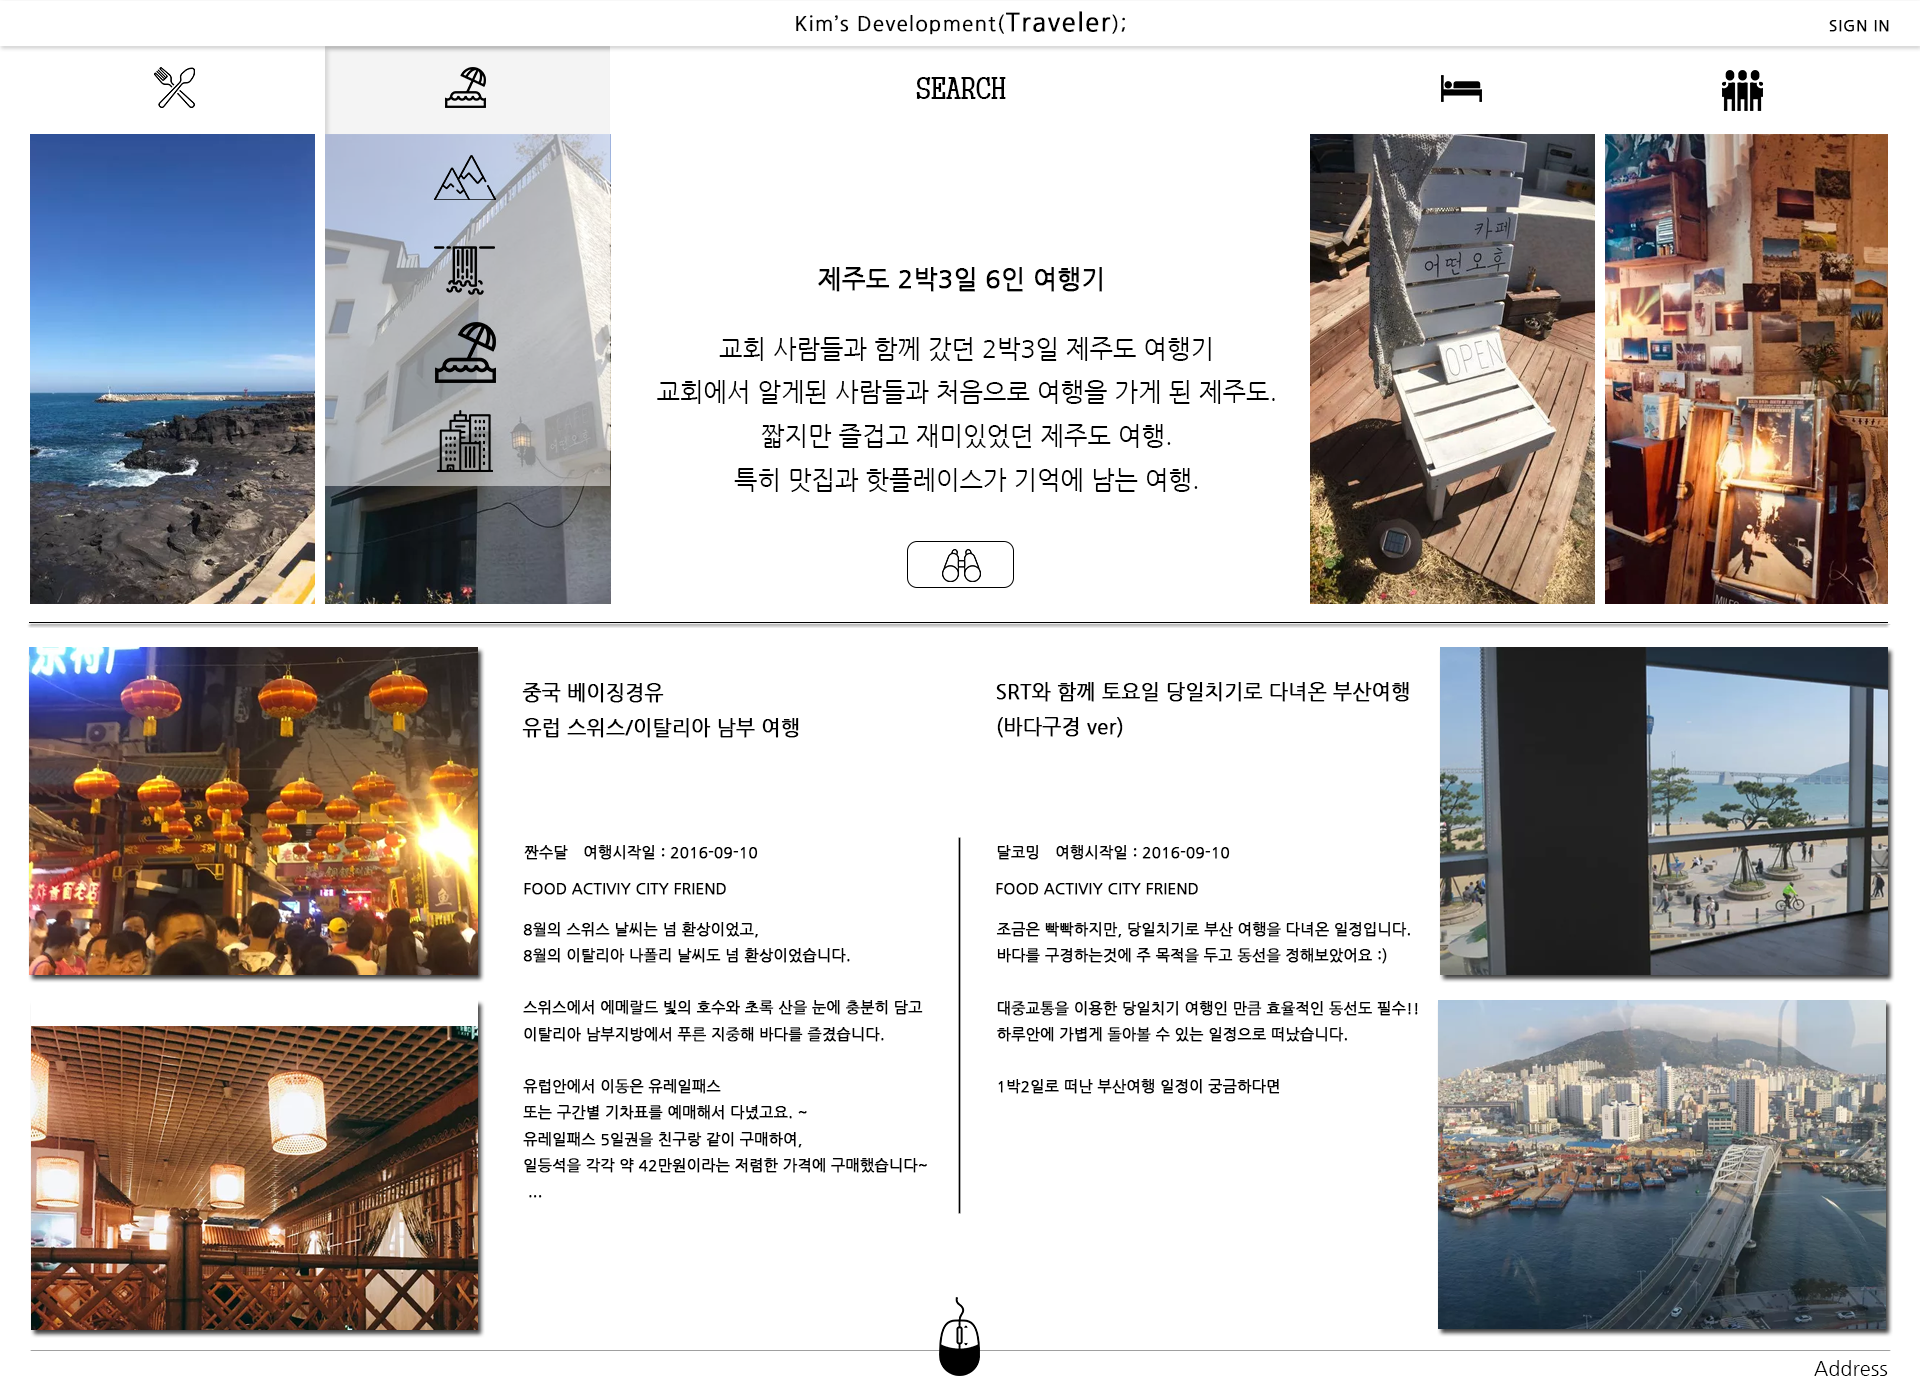 Kim's Development(Traveler);
SIGN IN
SEARCH
제주도 2박3일 6인 여행기
교회 사람들과 함께 갔던 2박3일 제주도 여행기
교회에서 알게된 사람들과 처음으로 여행을 가게 된 제주도.
짧지만 즐겁고 재미있었던 제주도 여행.
특히 맛집과 핫플레이스가 기억에 남는 여행.
카페
어떤오후
OPEN
중국 베이징경유
유럽 스위스/이탈리아 남부 여행
짠수달 여행시작일 : 2016-09-10
FOOD ACTIVIY CITY FRIEND
8월의 스위스 날씨는 넘 환상이었고,
8월의 이탈리아 나폴리 날씨도 넘 환상이었습니다.
스위스에서 에메랄드 빛의 호수와 초록 산을 눈에 충분히 담고
이탈리아 남부지방에서 푸른 지중해 바다를 즐겼습니다.
유럽안에서 이동은 유레일패스
또는 구간별 기차표를 예매해서 다녔고요. ~
유레일패스 5일권을 친구랑 같이 구매하여,
일등석을 각각 약 42만원이라는 저렴한 가격에 구매했습니다~
...
SRT와 함께 토요일 당일치기로 다녀온 부산여행
(바다구경 ver)
달코밍 여행시작일 : 2016-09-10
FOOD ACTIVIY CITY FRIEND
조금은 빡빡하지만, 당일치기로 부산 여행을 다녀온 일정입니다.
바다를 구경하는것에 주 목적을 두고 동선을 정해보았어요 :)
대중교통을 이용한 당일치기 여행인 만큼 효율적인 동선도 필수!!
하루안에 가볍게 돌아볼 수 있는 일정으로 떠났습니다.
1박2일로 떠난 부산여행 일정이 궁금하다면
Address